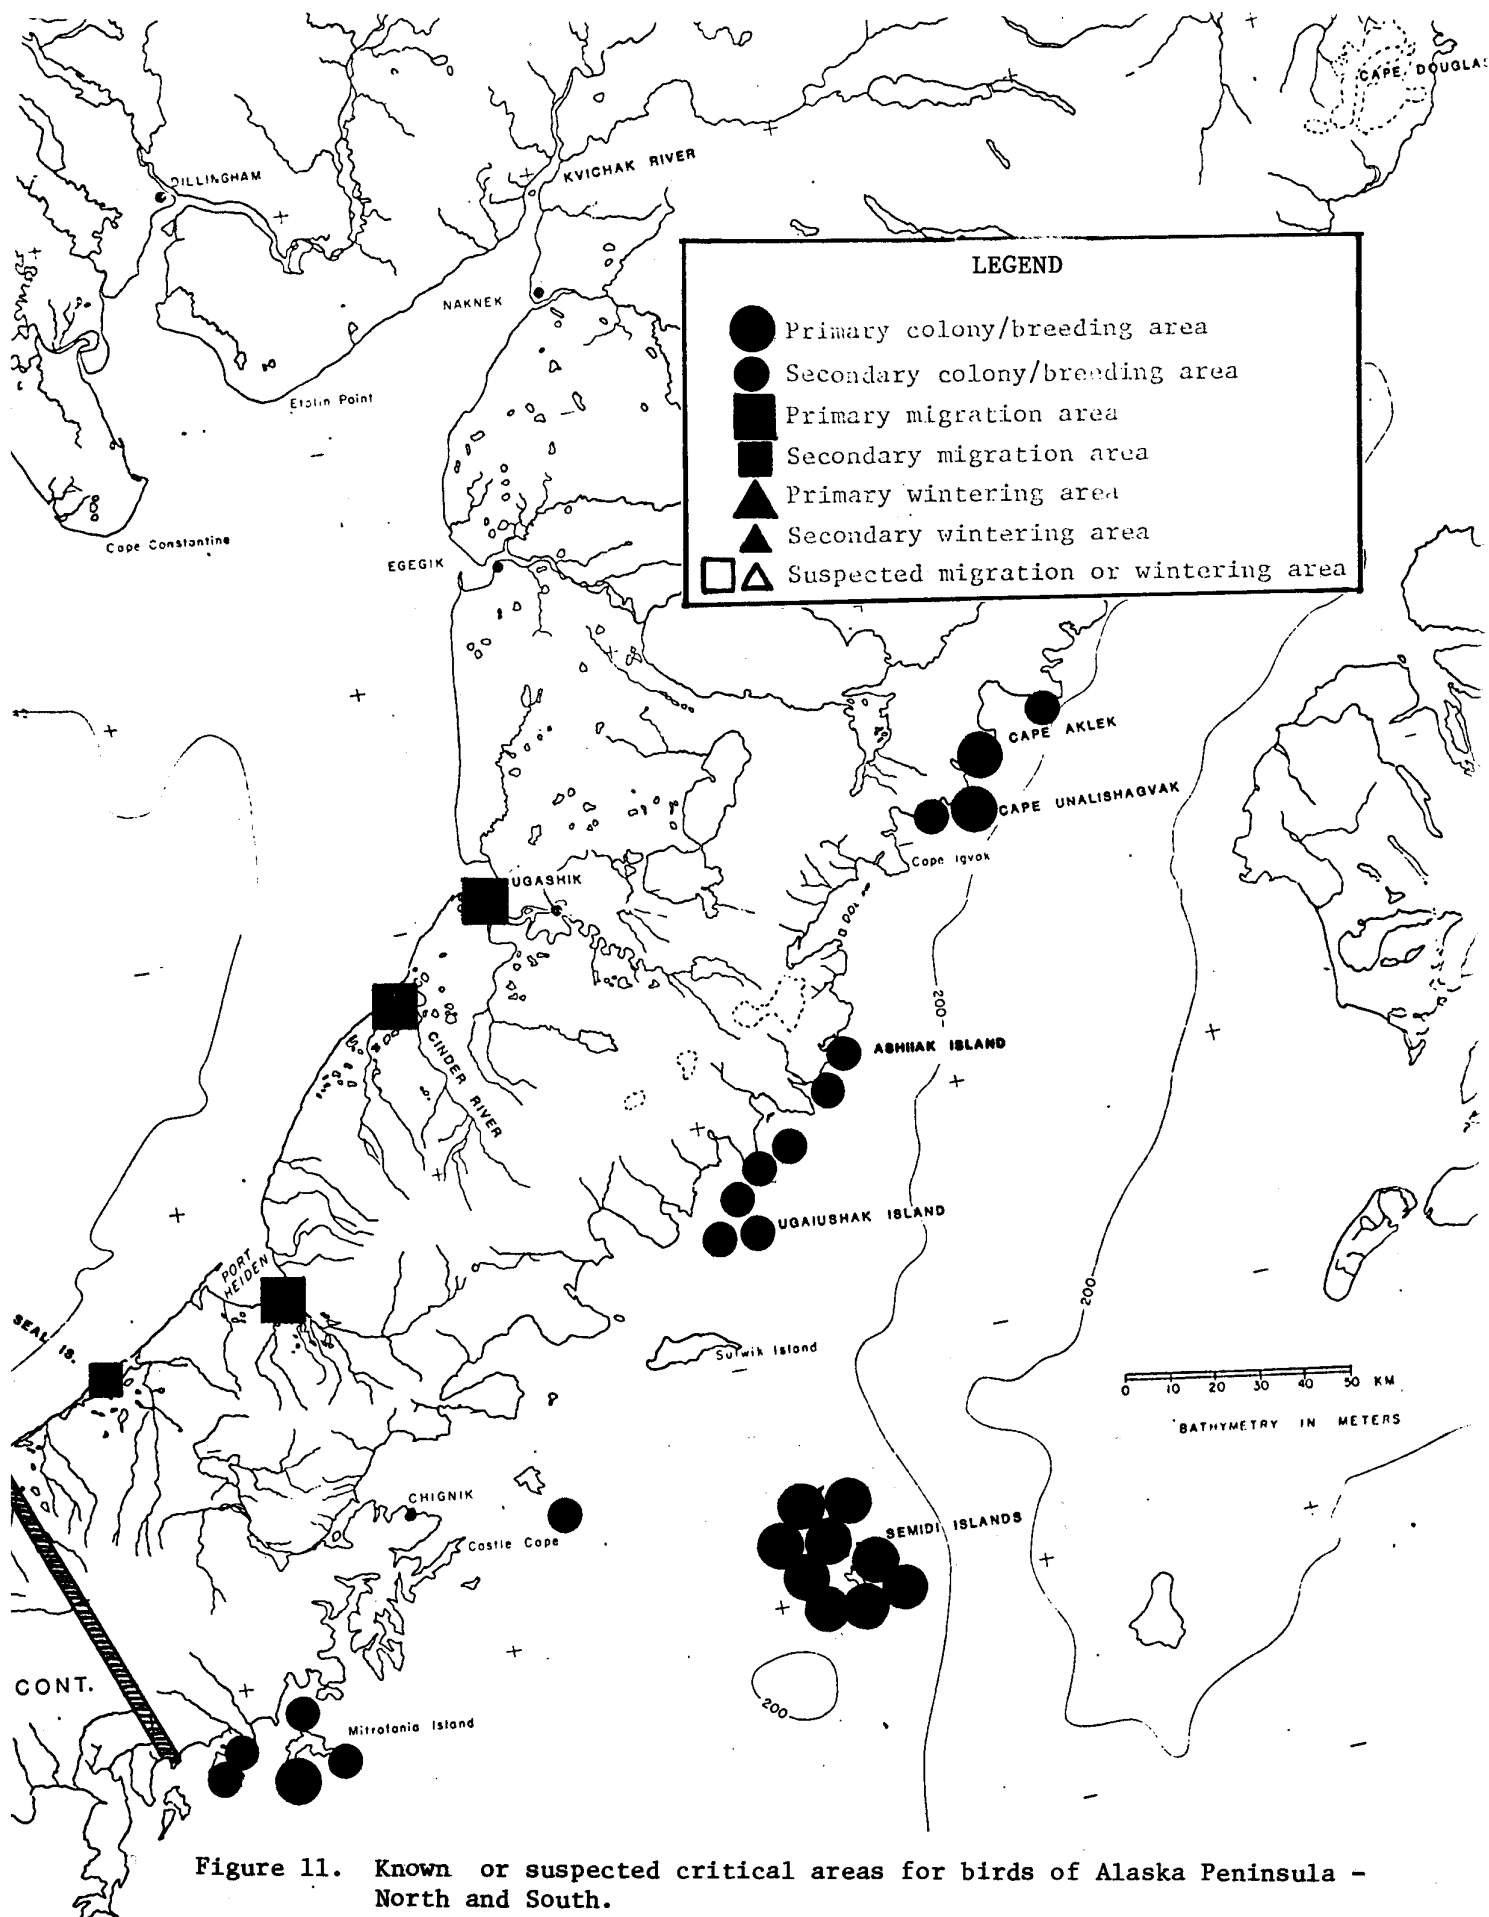 CAPE DOUGLAS
DILLINGHAM
KVICHAK RIVER
NAKNEK
LEGEND
Primary colony/breeding area
Secondary colony/breeding area
Primary migration area
Secondary migration area
Primary wintering area
Secondary wintering area
Suspected migration or wintering area
Etolin Point
Cape Constantine
EGEGIK
CAPE AKLEK
CAPE UNALISHAGVAK
Cape Igvak
UGASHIK
200
CINDER RIVER
ASHIIAK ISLAND
UGAIUSHAK ISLAND
PORT
HEIDEN
200
SEAL IS.
Sutwik Island
0 10 20 30 40 50 KM
BATHYMETRY IN METERS
CHIGNIK
SEMIDI ISLANDS
Castle Cape
CONT.
200
Mitrofania Island
Figure 11. Known or suspected critical areas for birds of Alaska Peninsula –
North and South.